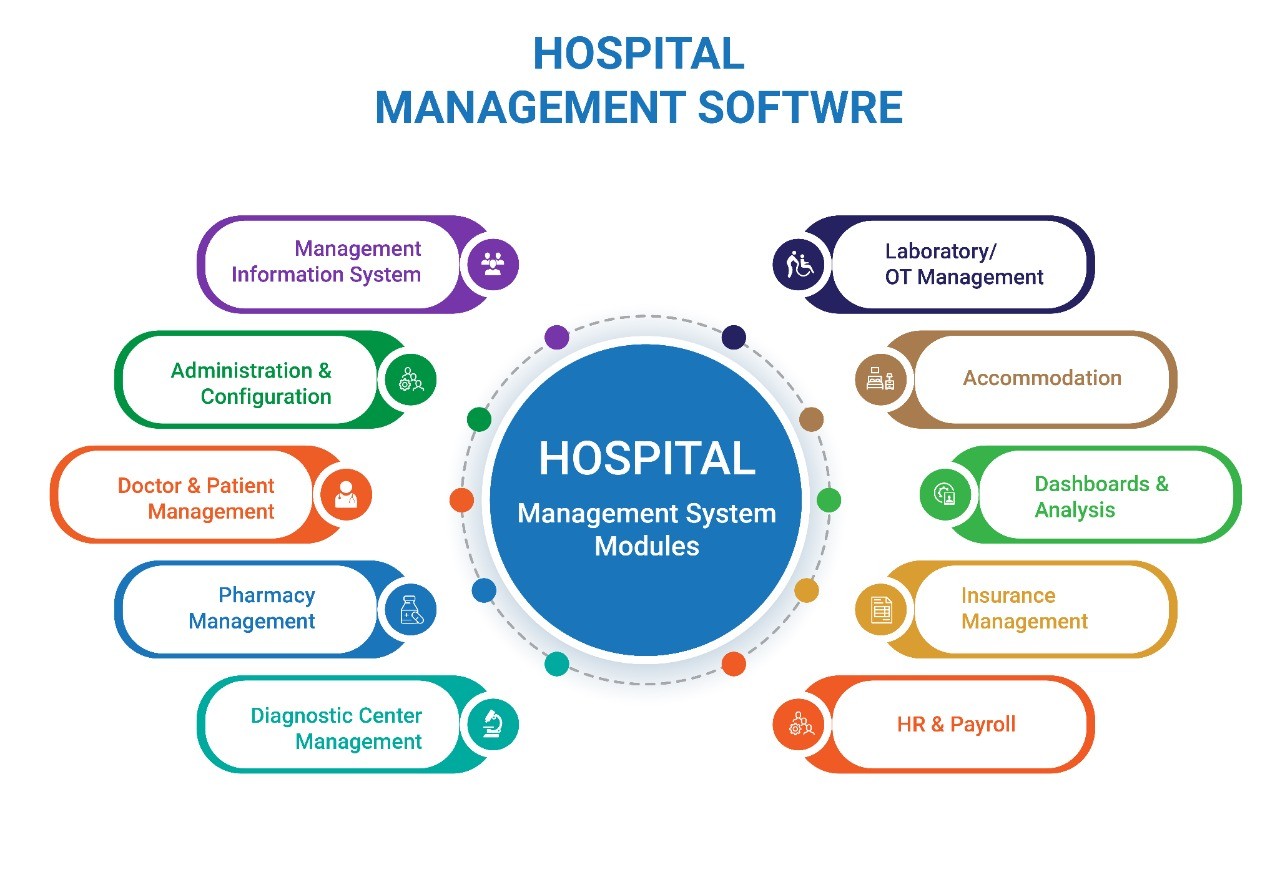 HOSPITAL
MANAGEMENT SOFTWRE
Management
Information System
Administration &
Configuration
Doctor & Patient
Management
Pharmacy
Management
Diagnostic Center
Management
HOSPITAL
Management System
Modules
Laboratory/
OT Management
Accommodation
Dashboards &
Analysis
Insurance
Management
HR & Payroll